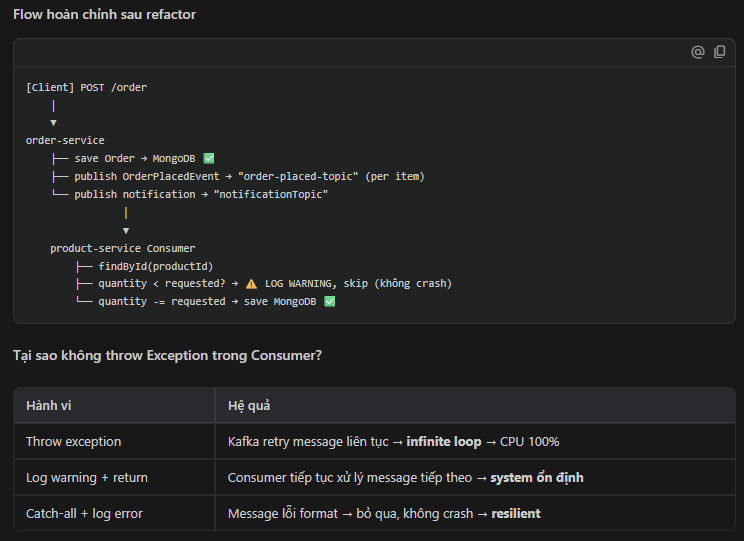 Flow hoàn chỉnh sau refactor
[Client] POST /order
|
▼
order-service
├── save Order → MongoDB ✅
├── publish OrderPlacedEvent → "order-placed-topic" (per item)
└── publish notification → "notificationTopic"
|
▼
product-service Consumer
├── findById(productId)
├── quantity < requested? → ⚠️ LOG WARNING, skip (không crash)
└── quantity -= requested → save MongoDB ✅
Tại sao không throw Exception trong Consumer?
Hành vi Hệ quả
Throw exception Kafka retry message liên tục → infinite loop → CPU 100%
Log warning + return Consumer tiếp tục xử lý message tiếp theo → system ổn định
Catch-all + log error Message lỗi format → bỏ qua, không crash → resilient